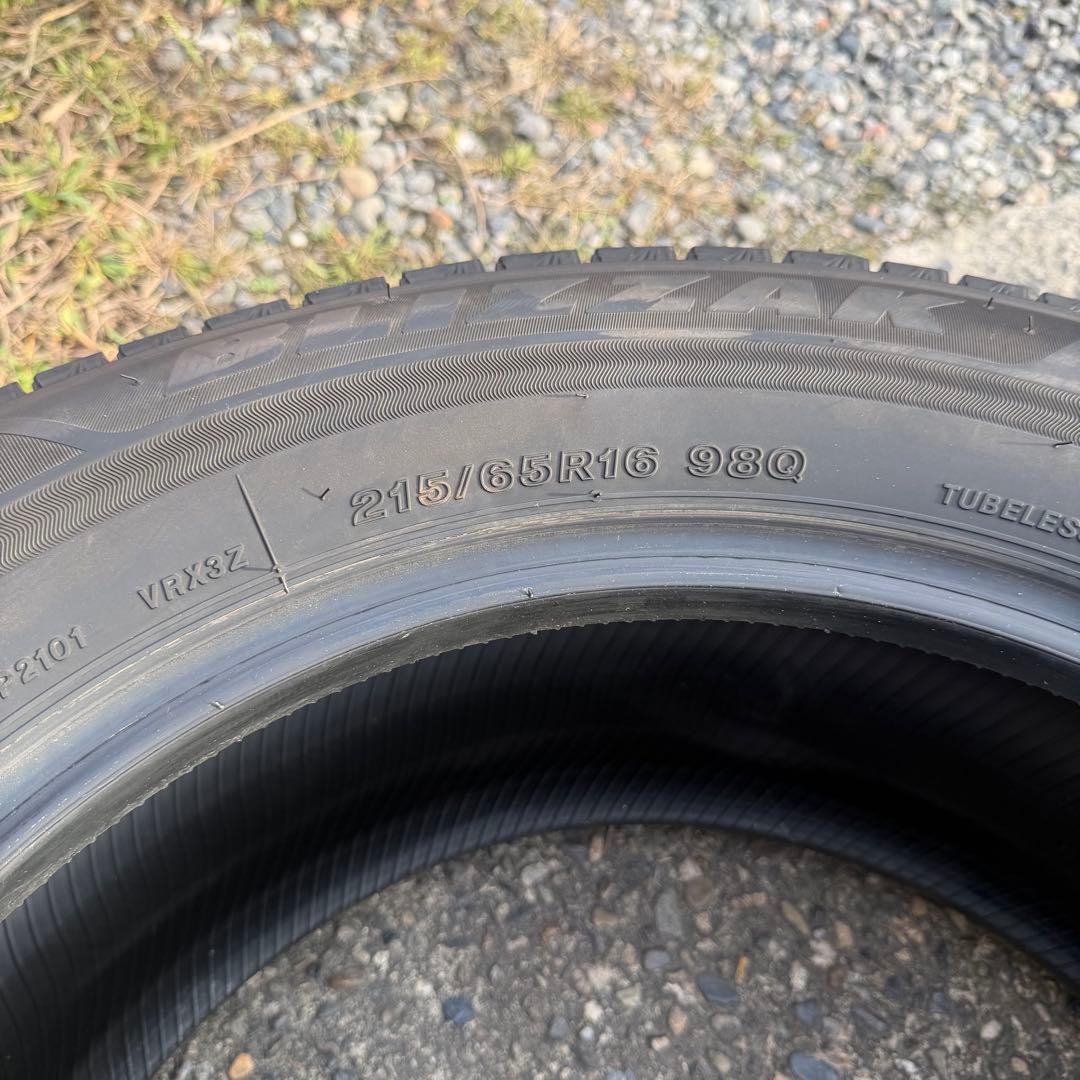 BLIZZAK
215/65R16 98Q
TUBELESS
VRX3Z
P2101